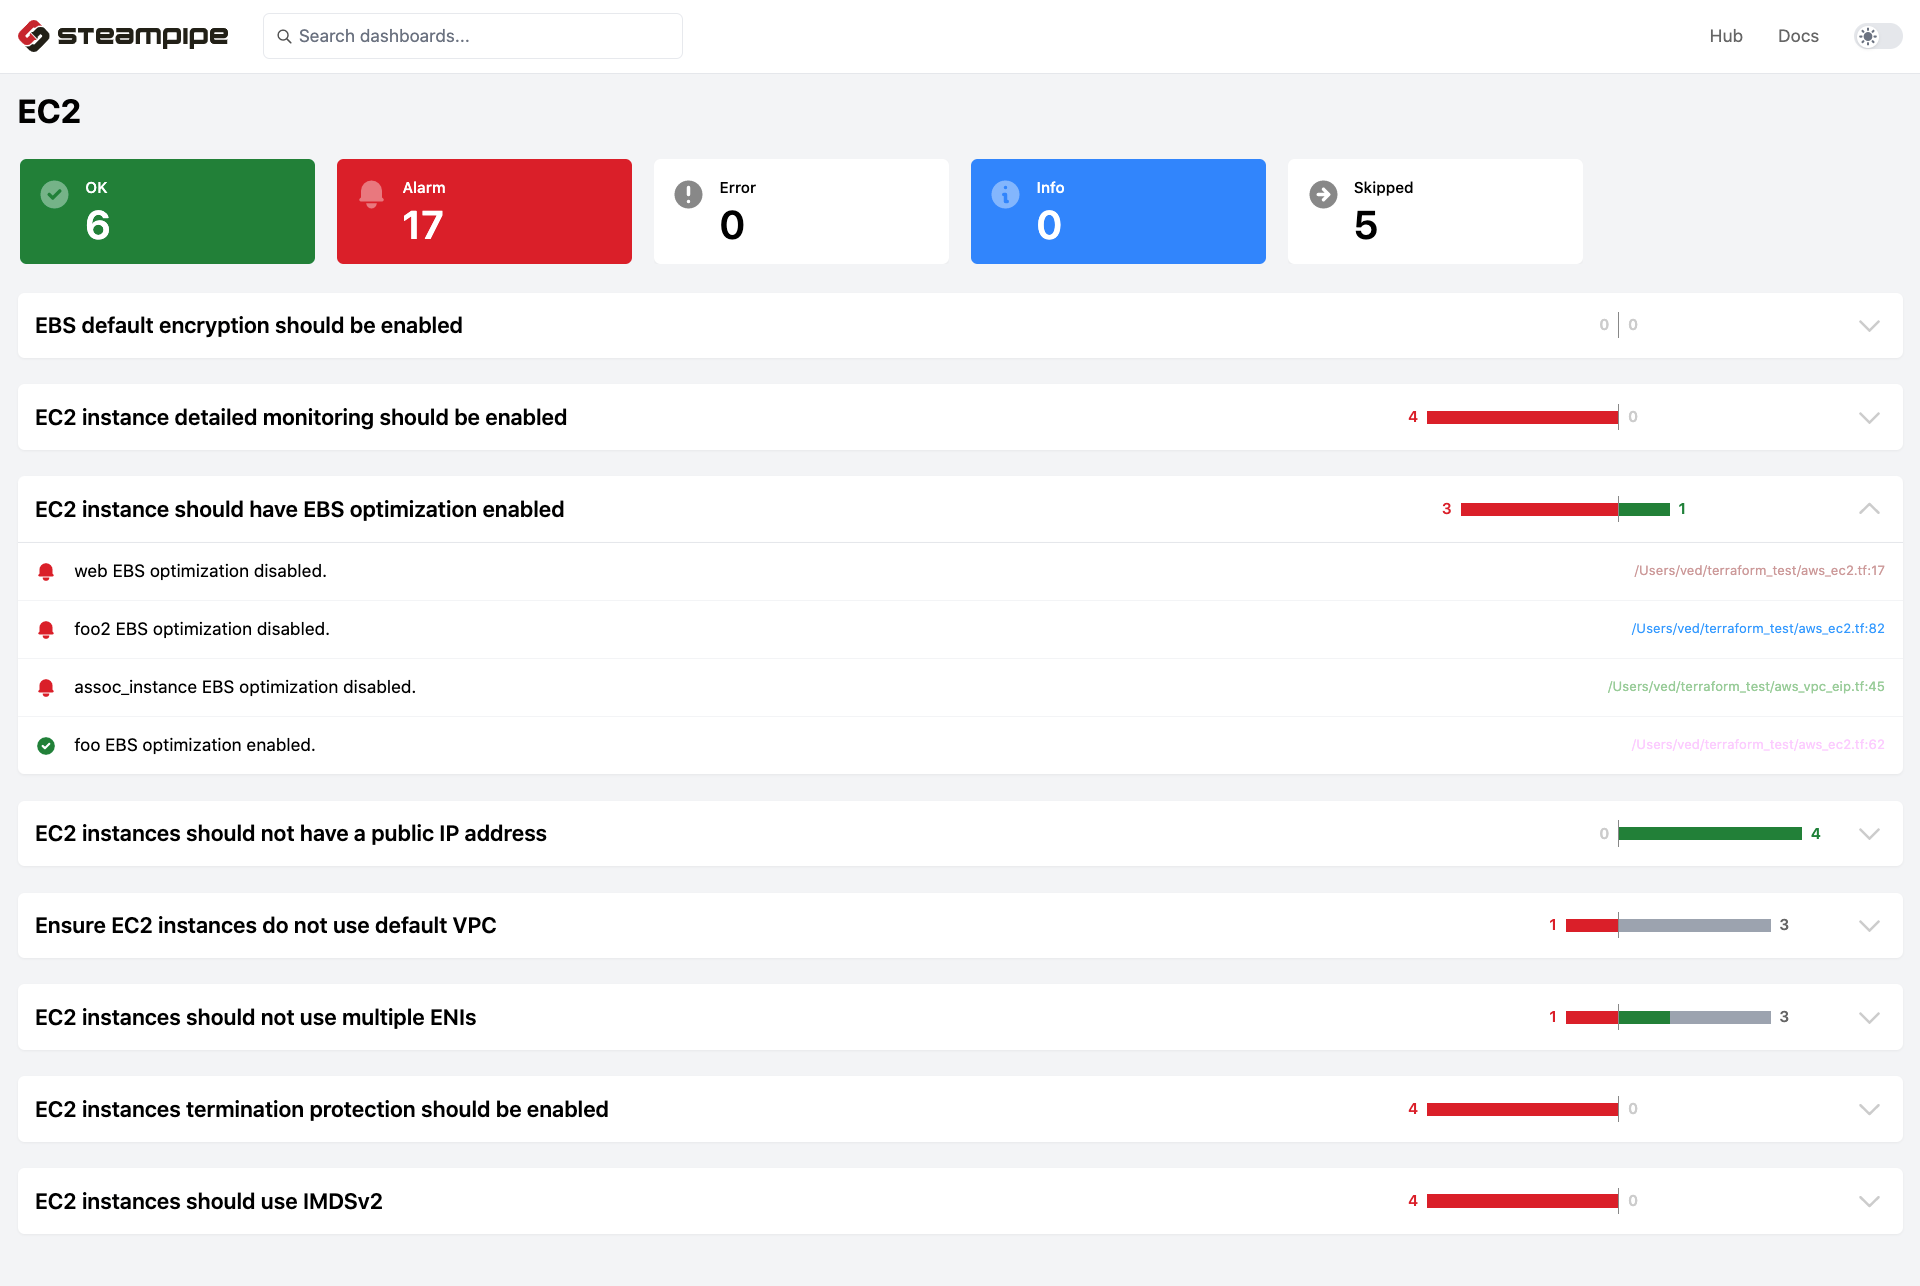 steampipe
Search dashboards...
Hub
Docs
EC2
OK
6
Alarm
17
Error
0
Info
0
Skipped
5
EBS default encryption should be enabled
0 0
EC2 instance detailed monitoring should be enabled
4 0
EC2 instance should have EBS optimization enabled
3 1
web EBS optimization disabled.
/Users/ved/terraform_test/aws_ec2.tf:17
foo2 EBS optimization disabled.
/Users/ved/terraform_test/aws_ec2.tf:82
assoc_instance EBS optimization disabled.
/Users/ved/terraform_test/aws_vpc_eip.tf:45
foo EBS optimization enabled.
/Users/ved/terraform_test/aws_ec2.tf:62
EC2 instances should not have a public IP address
0 4
Ensure EC2 instances do not use default VPC
1 3
EC2 instances should not use multiple ENIs
1 3
EC2 instances termination protection should be enabled
4 0
EC2 instances should use IMDSv2
4 0